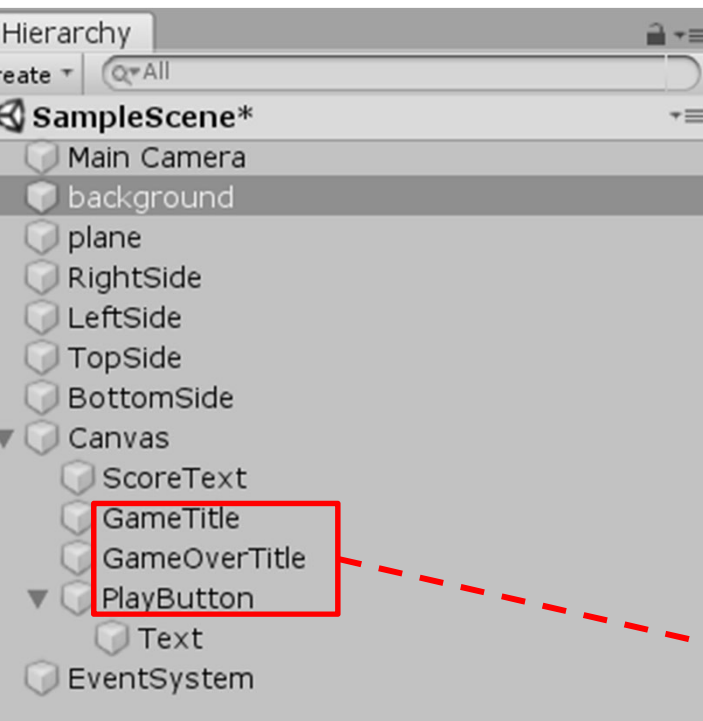 Hierarchy
reate All
SampleScene*
Main Camera
background
plane
RightSide
LeftSide
TopSide
BottomSide
Canvas
ScoreText
GameTitle
GameOverTitle
PlayButton
Text
EventSystem